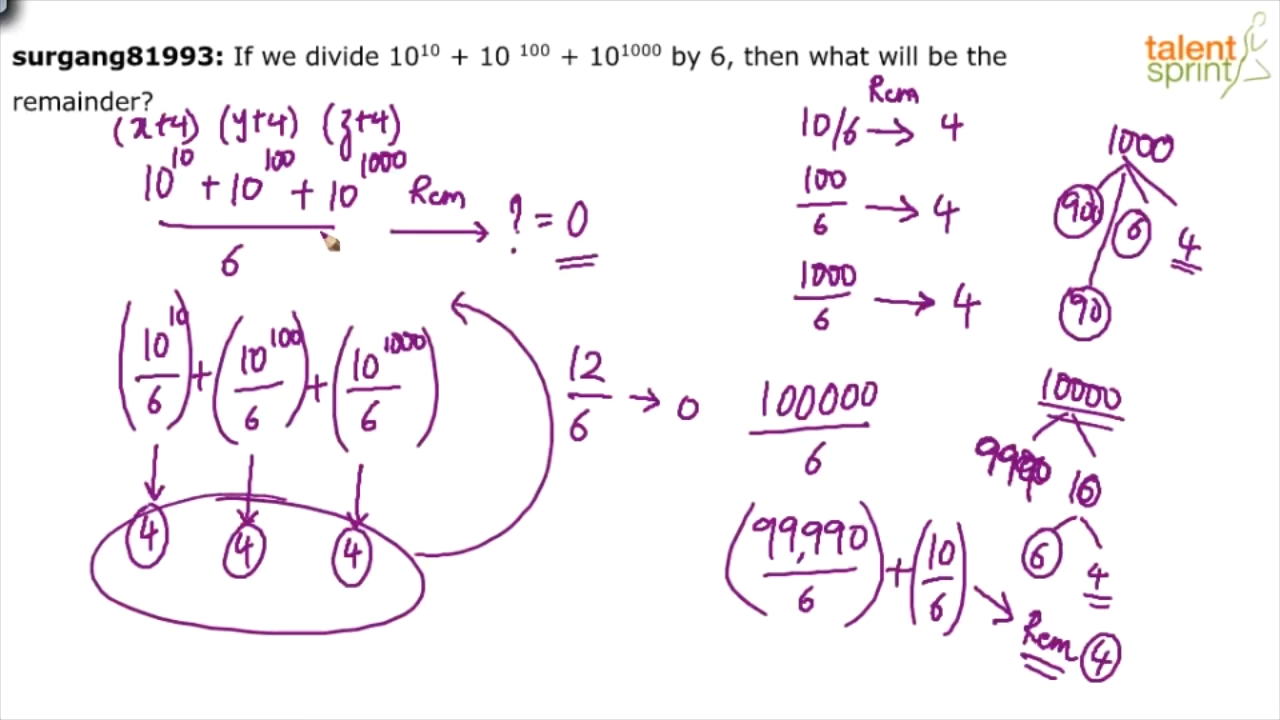 surgang81993: If we divide 10¹⁰ + 10 ¹⁰⁰ + 10¹⁰⁰⁰ by 6, then what will be the
remainder?
talent
sprint
(x+4) (y+4) (z+4)
10¹⁰ + 10¹⁰⁰ + 10¹⁰⁰⁰ Rem
6
? = 0
(10¹⁰/6) + (10¹⁰⁰/6) + (10¹⁰⁰⁰/6)
4 4 4
12/6 → 0
Rem
10/6 → 4
100/6 → 4
1000/6 → 4
100000/6
(99,990/6) + (10/6)
Rem 4
1000
900 6 4
90
10000
9990 10
6 4